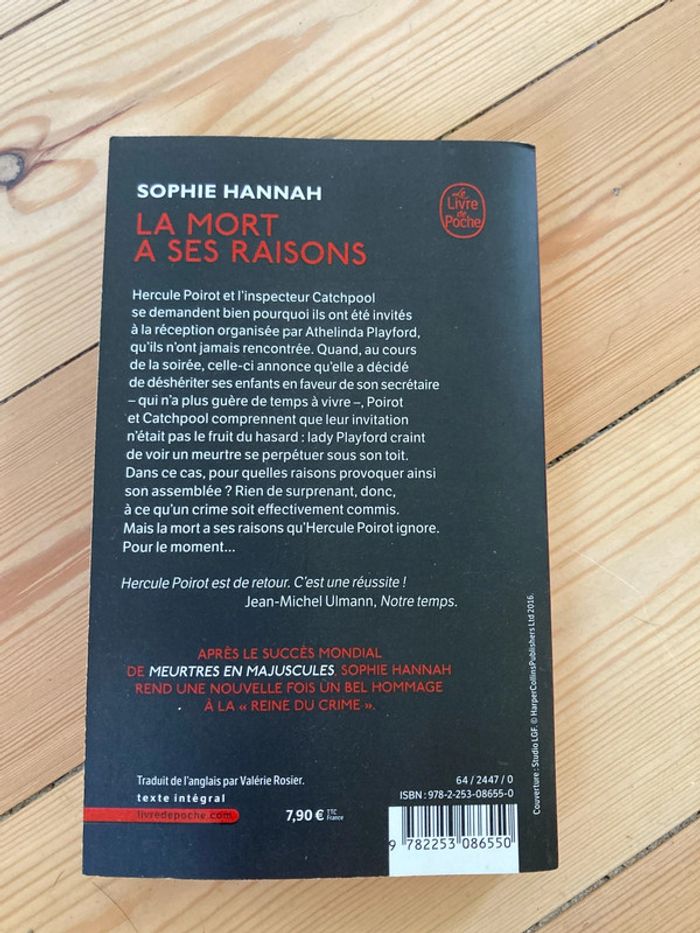 SOPHIE HANNAH
Le
Livre
de
Poche
LA MORT
A SES RAISONS
Hercule Poirot et l'inspecteur Catchpool
se demandent bien pourquoi ils ont été invités
à la réception organisée par Athelinda Playford,
qu'ils n'ont jamais rencontrée. Quand, au cours
de la soirée, celle-ci annonce qu'elle a décidé
de déshériter ses enfants en faveur de son secrétaire
– qui n'a plus guère de temps à vivre –, Poirot
et Catchpool comprennent que leur invitation
n'était pas le fruit du hasard : lady Playford craint
de voir un meurtre se perpétuer sous son toit.
Dans ce cas, pour quelles raisons provoquer ainsi
son assemblée ? Rien de surprenant, donc,
à ce qu'un crime soit effectivement commis.
Mais la mort a ses raisons qu'Hercule Poirot ignore.
Pour le moment...
Hercule Poirot est de retour. C'est une réussite !
Jean-Michel Ulmann, Notre temps.
APRÈS LE SUCCÈS MONDIAL
DE MEURTRES EN MAJUSCULES, SOPHIE HANNAH
REND UNE NOUVELLE FOIS UN BEL HOMMAGE
À LA « REINE DU CRIME ».
Couverture : Studio LGF. © HarperCollinsPublishers Ltd 2016.
Traduit de l'anglais par Valérie Rosier.
texte intégral
livredepoche.com
7,90 € TTC
France
64 / 2447 / 0
ISBN : 978-2-253-08655-0
9 782253 086550